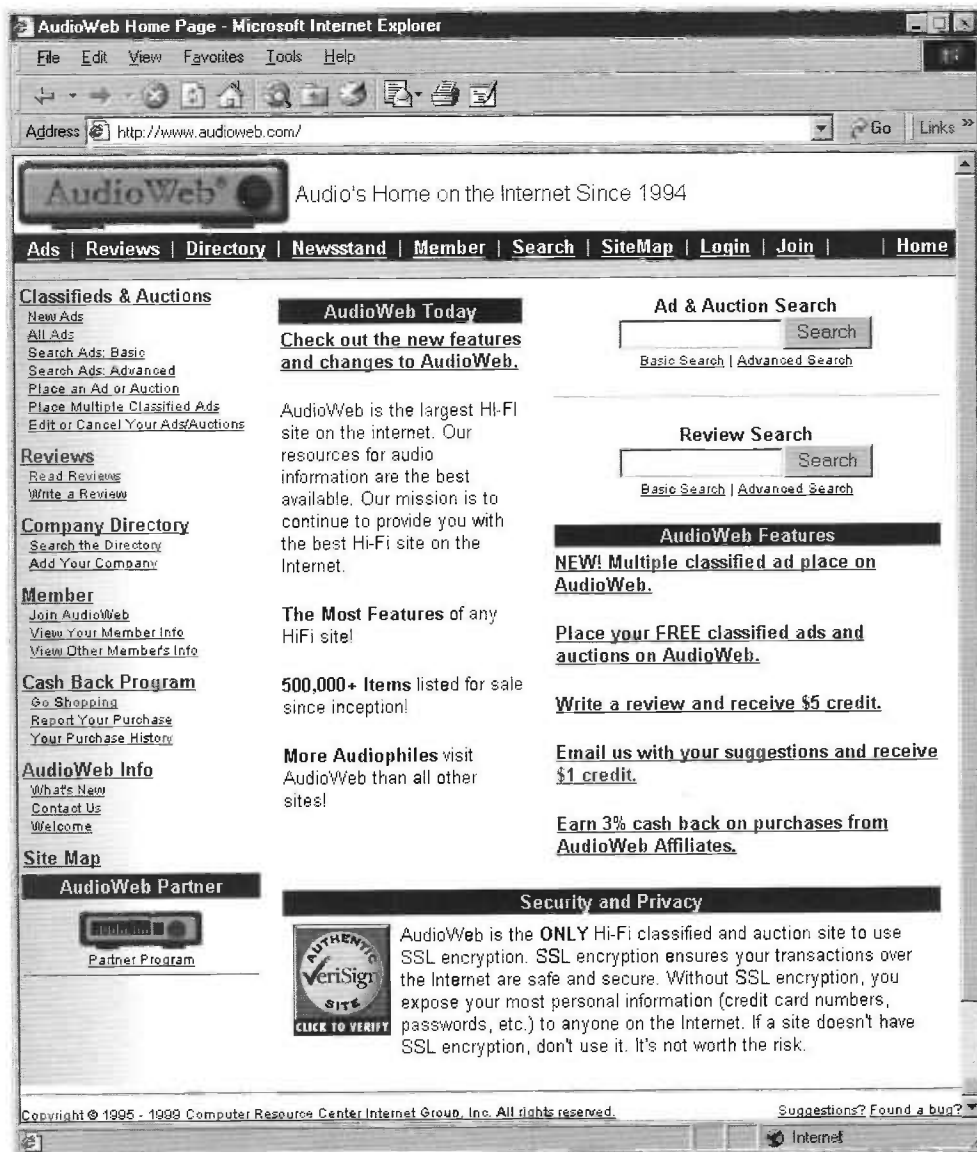 AudioWeb Home Page - Microsoft Internet Explorer
File Edit View Favorites Tools Help
Address http://www.audioweb.com/ Go Links »
AudioWeb® Audio's Home on the Internet Since 1994
Ads | Reviews | Directory | Newsstand | Member | Search | SiteMap | Login | Join | | Home
Classifieds & Auctions
New Ads
All Ads
Search Ads: Basic
Search Ads: Advanced
Place an Ad or Auction
Place Multiple Classified Ads
Edit or Cancel Your Ads/Auctions
Reviews
Read Reviews
Write a Review
Company Directory
Search the Directory
Add Your Company
Member
Join AudioWeb
View Your Member Info
View Other Member's Info
Cash Back Program
Go Shopping
Report Your Purchase
Your Purchase History
AudioWeb Info
What's New
Contact Us
Welcome
Site Map
AudioWeb Partner
Partner Program
AudioWeb Today
Check out the new features
and changes to AudioWeb.
AudioWeb is the largest HI-FI
site on the internet. Our
resources for audio
information are the best
available. Our mission is to
continue to provide you with
the best Hi-Fi site on the
Internet.
The Most Features of any
HiFi site!
500,000+ Items listed for sale
since inception!
More Audiophiles visit
AudioWeb than all other
sites!
Ad & Auction Search
Search
Basic Search | Advanced Search
Review Search
Search
Basic Search | Advanced Search
AudioWeb Features
NEW! Multiple classified ad place on
AudioWeb.
Place your FREE classified ads and
auctions on AudioWeb.
Write a review and receive $5 credit.
Email us with your suggestions and receive
$1 credit.
Earn 3% cash back on purchases from
AudioWeb Affiliates.
Security and Privacy
AUTHENTIC
VeriSign
SITE
CLICK TO VERIFY
AudioWeb is the ONLY Hi-Fi classified and auction site to use
SSL encryption. SSL encryption ensures your transactions over
the Internet are safe and secure. Without SSL encryption, you
expose your most personal information (credit card numbers,
passwords, etc.) to anyone on the Internet. If a site doesn't have
SSL encryption, don't use it. It's not worth the risk.
Copyright © 1995 - 1999 Computer Resource Center Internet Group, Inc. All rights reserved. Suggestions? Found a bug?
Internet